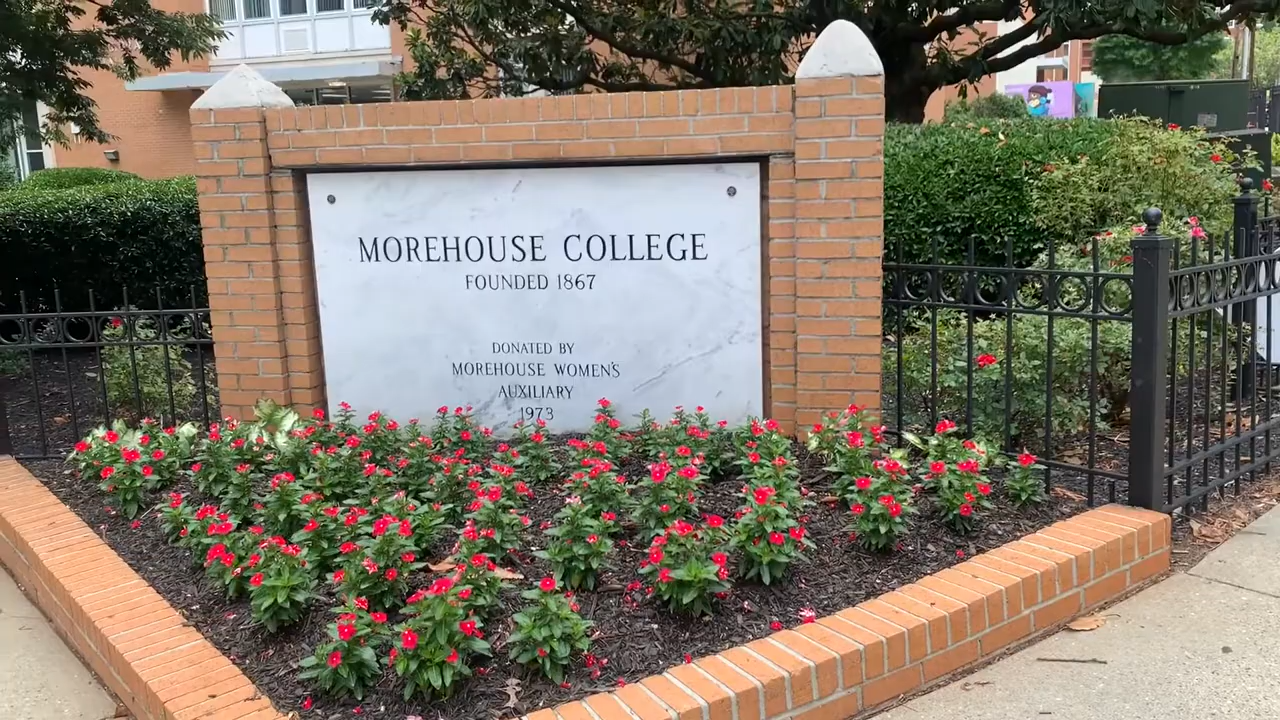 MOREHOUSE COLLEGE
FOUNDED 1867
DONATED BY
MOREHOUSE WOMEN'S
AUXILIARY
1973